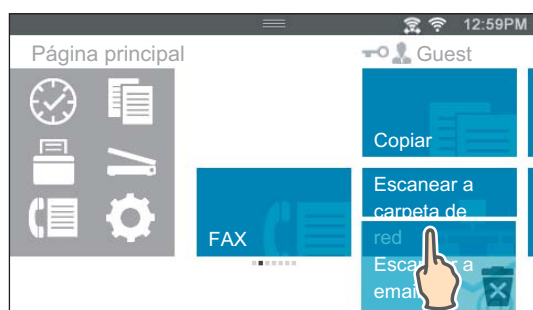 12:59PM
Página principal
Guest
Copiar
Escanear a
carpeta de
red
FAX
Escanear a
email